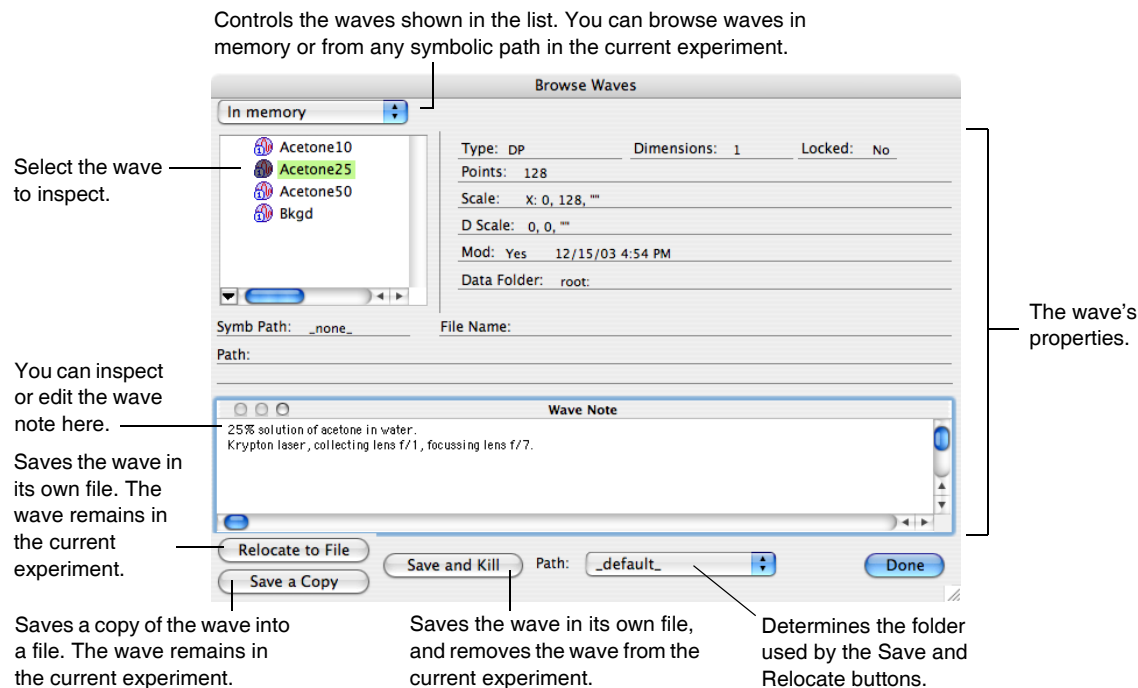 Controls the waves shown in the list. You can browse waves in
memory or from any symbolic path in the current experiment.
Browse Waves
In memory
Acetone10
Acetone25
Acetone50
Bkgd
Select the wave
to inspect.
Type: DP Dimensions: 1 Locked: No
Points: 128
Scale: X: 0, 128, ""
D Scale: 0, 0, ""
Mod: Yes 12/15/03 4:54 PM
Data Folder: root:
The wave's
properties.
Symb Path: _none_ File Name:
Path:
You can inspect
or edit the wave
note here.
Wave Note
25% solution of acetone in water.
Krypton laser, collecting lens f/1, focussing lens f/7.
Saves the wave in
its own file. The
wave remains in
the current
experiment.
Relocate to File
Save a Copy
Save and Kill
Path: _default_
Done
Saves a copy of the wave into
a file. The wave remains in
the current experiment.
Saves the wave in its own file,
and removes the wave from the
current experiment.
Determines the folder
used by the Save and
Relocate buttons.